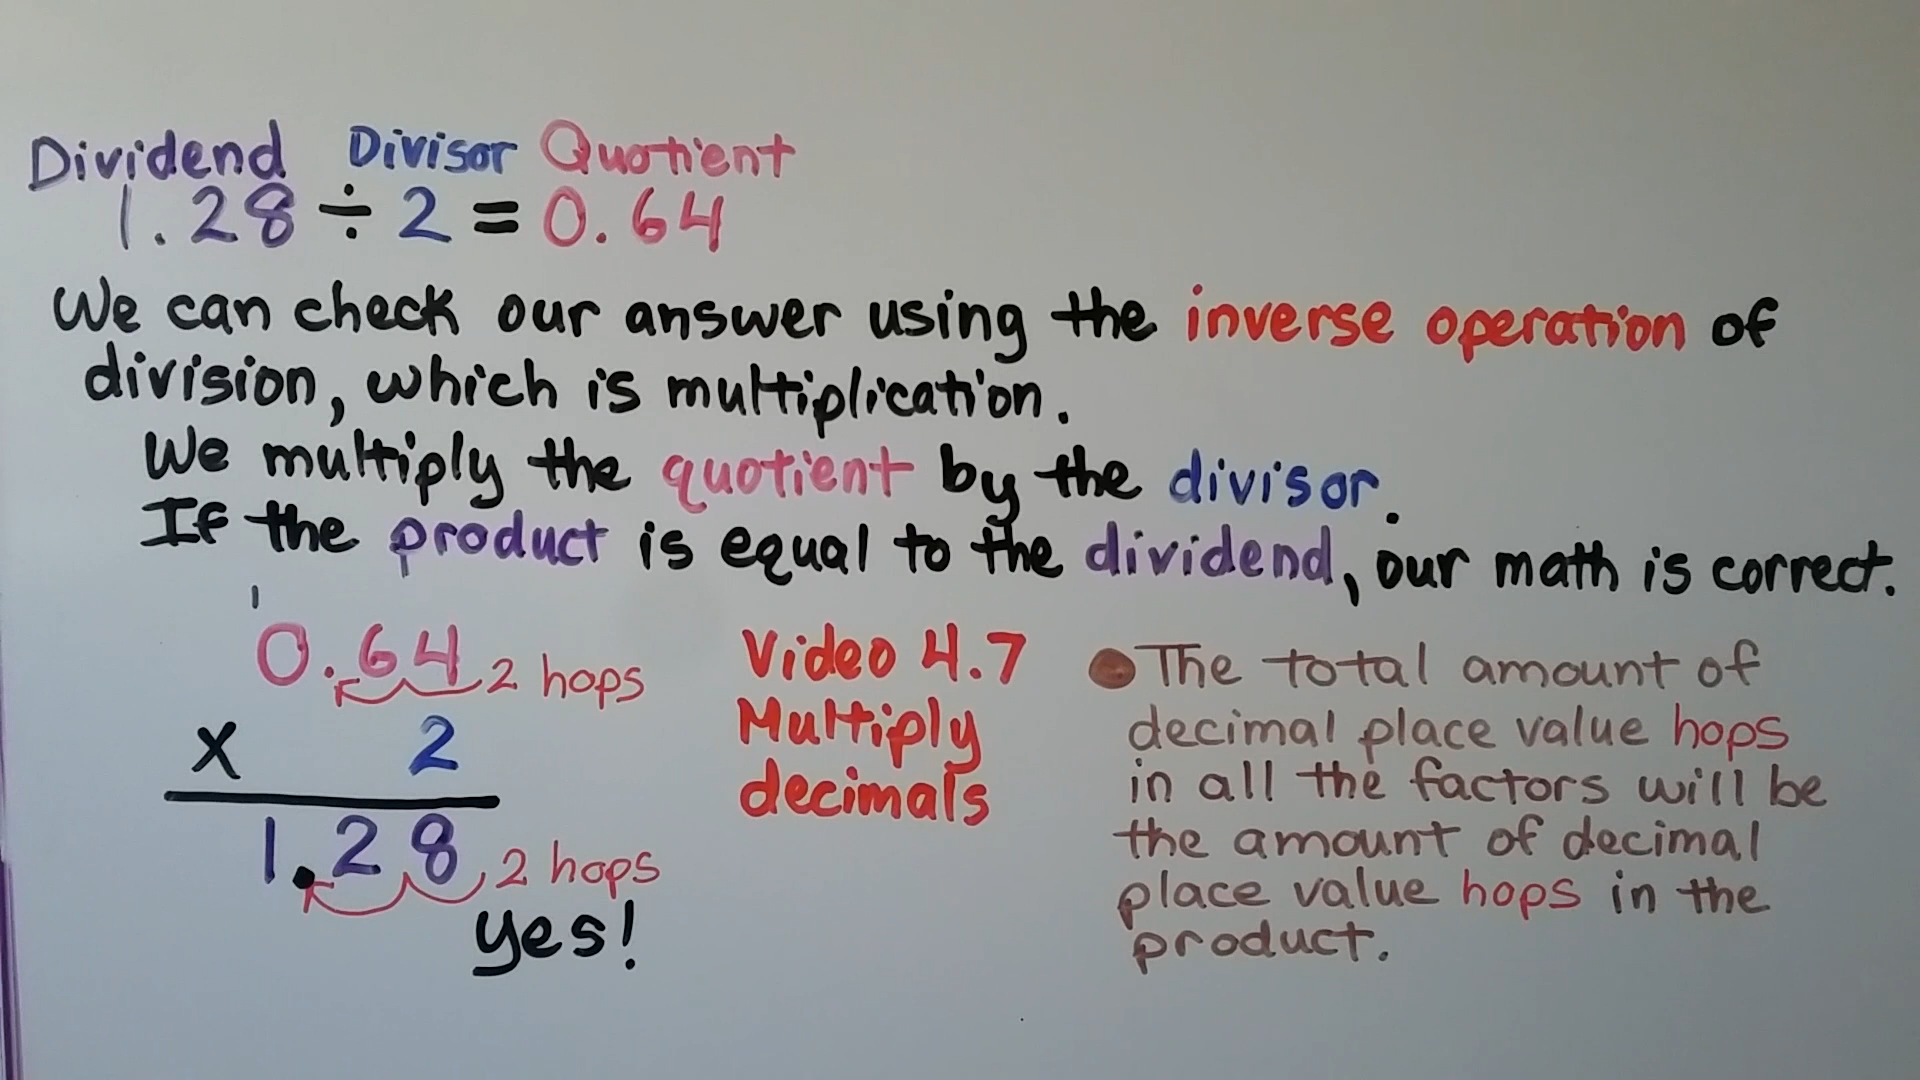 Dividend Divisor Quotient
1.28 ÷ 2 = 0.64
We can check our answer using the inverse operation of
division, which is multiplication.
We multiply the quotient by the divisor.
If the product is equal to the dividend, our math is correct.
1
0.64 2 hops
x 2
1.28 2 hops
yes!
Video 4.7
Multiply
decimals
The total amount of
decimal place value hops
in all the factors will be
the amount of decimal
place value hops in the
product.